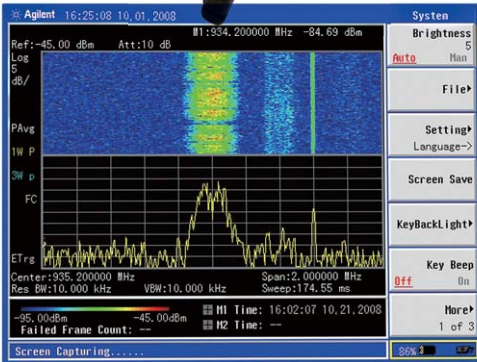 Agilent 16:25:08 10,01,2008
System
M1:934.200000 MHz -84.69 dBm
Ref:-45.00 dBm Att:10 dB
Log
5
dB/
PAvg
1W P
3W p
FC
ETrg
Center:935.200000 MHz Span:2.000000 MHz
Res BW:10.000 kHz VBW:10.000 kHz Sweep:174.55 ms
-95.00dBm -45.00dBm
M1 Time: 16:02:07 10,21,2008
Failed Frame Count: --
M2 Time: --
Screen Capturing......
Brightness
5
Auto Man
File
Setting
Language->
Screen Save
KeyBackLight
Key Beep
Off On
More
1 of 3
86%